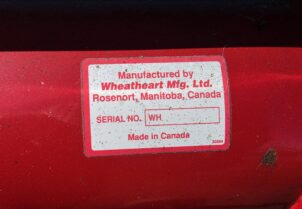 Manufactured by
Wheatheart Mfg. Ltd.
Rosenort, Manitoba, Canada
SERIAL NO. WH
Made in Canada